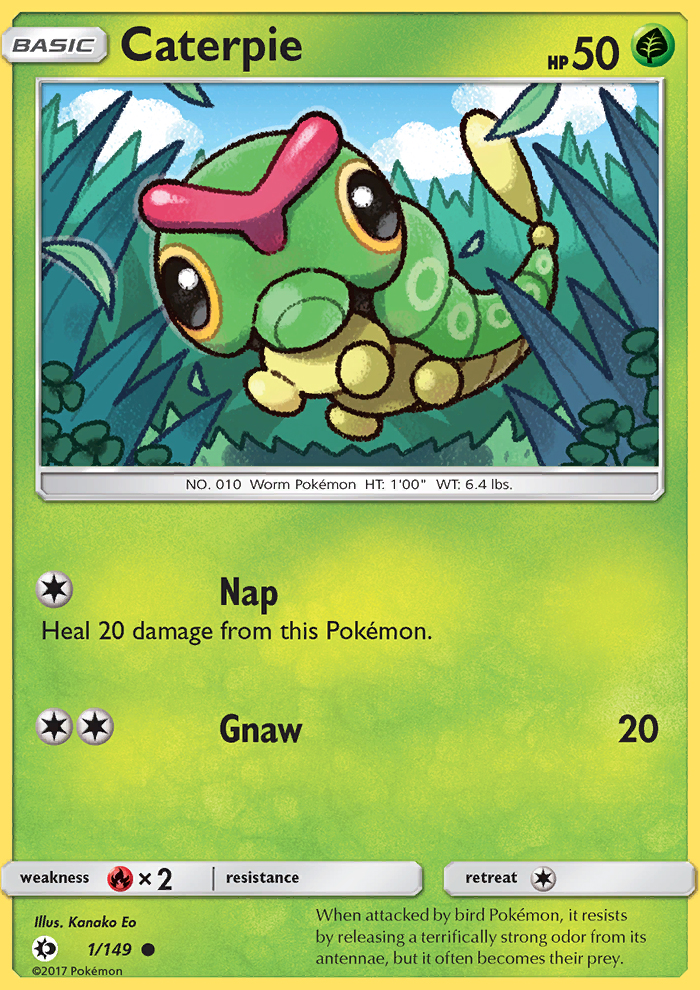 BASIC Caterpie HP 50
NO. 010 Worm Pokémon HT: 1'00" WT: 6.4 lbs.
Nap
Heal 20 damage from this Pokémon.
Gnaw 20
weakness ×2 resistance retreat
Illus. Kanako Eo
1/149
©2017 Pokémon
When attacked by bird Pokémon, it resists
by releasing a terrifically strong odor from its
antennae, but it often becomes their prey.